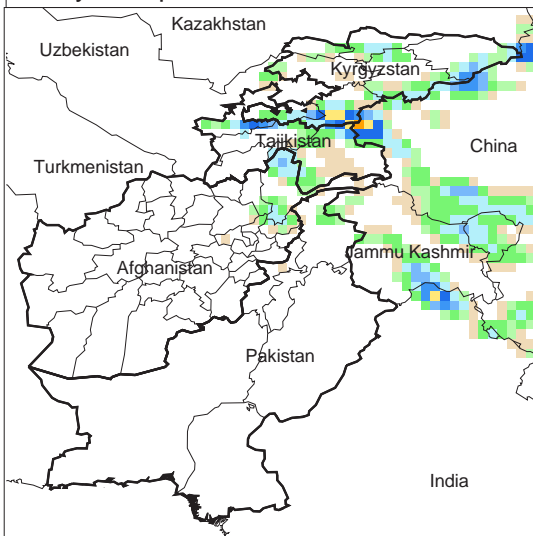 Kazakhstan
Uzbekistan
Kyrgyzstan
Tajikistan
China
Turkmenistan
Jammu Kashmir
Afghanistan
Pakistan
India